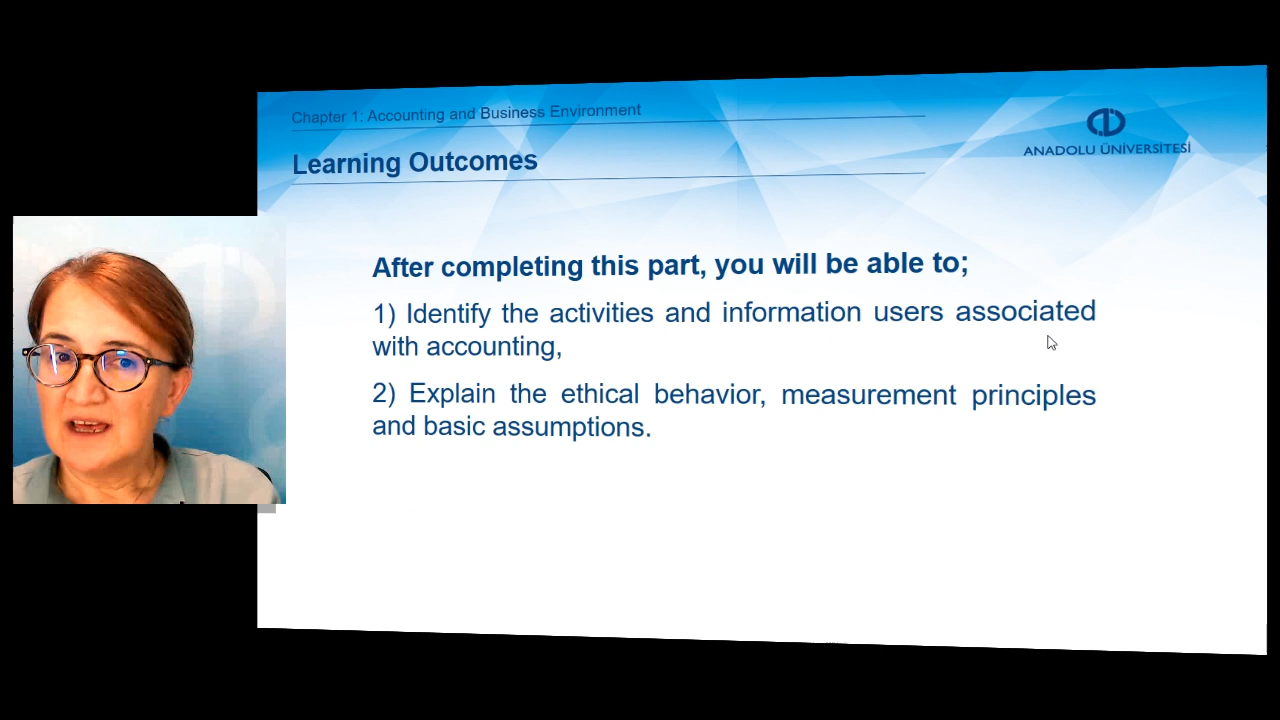 Chapter 1: Accounting and Business Environment
Learning Outcomes
ANADOLU ÜNİVERSİTESİ
After completing this part, you will be able to;
1) Identify the activities and information users associated
with accounting,
2) Explain the ethical behavior, measurement principles
and basic assumptions.